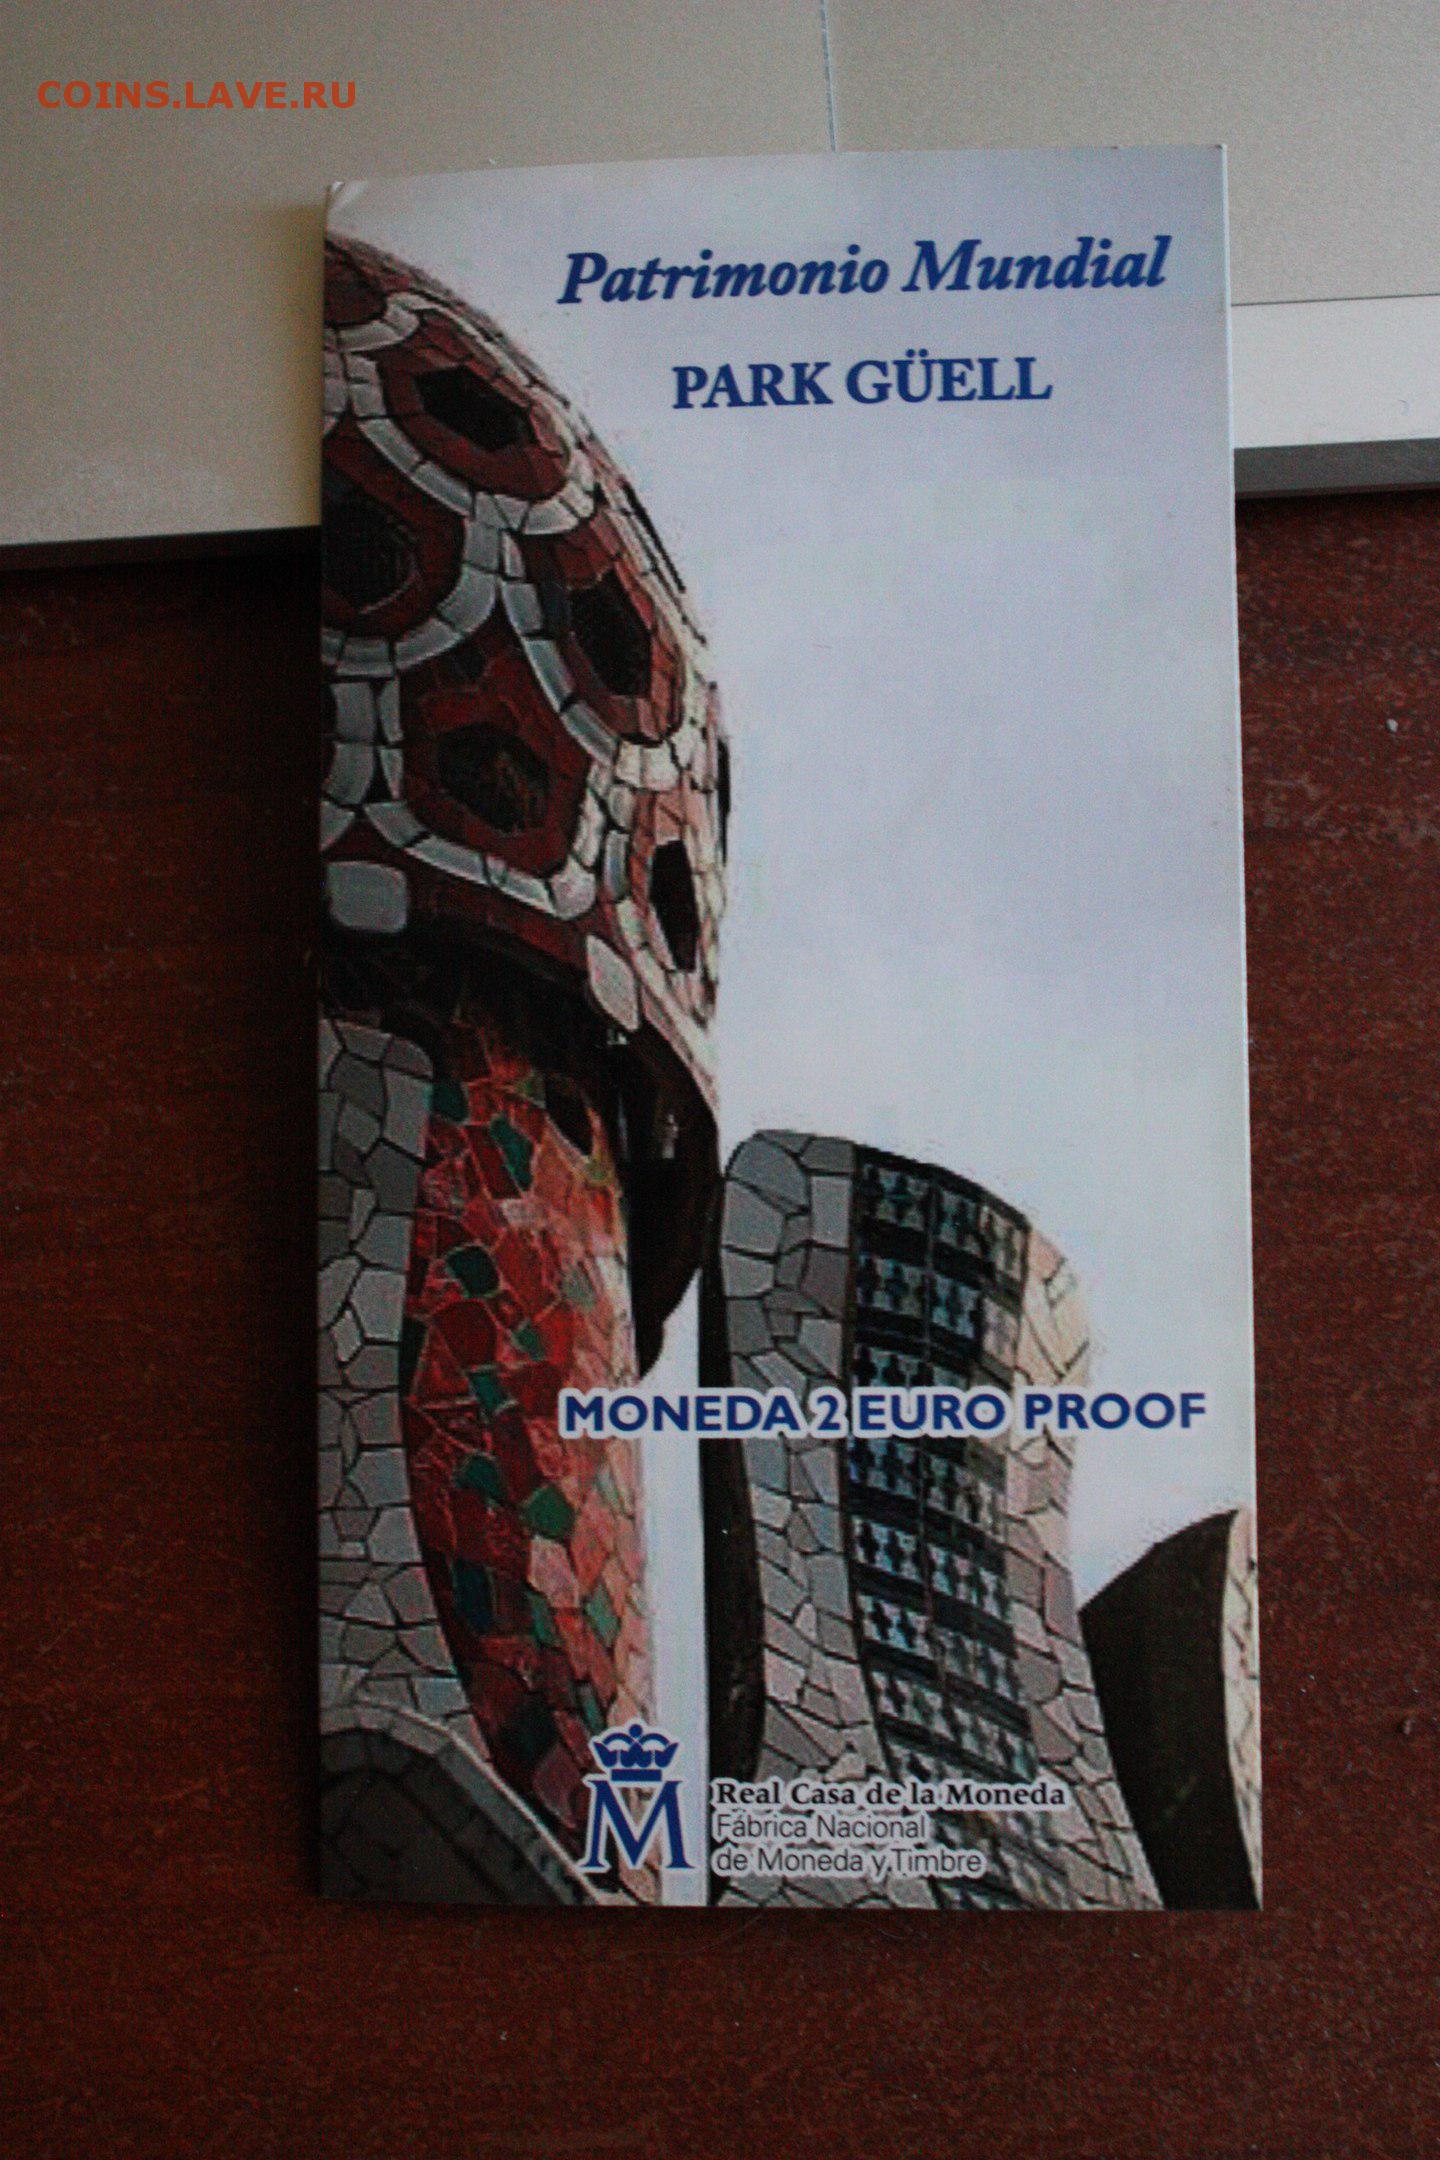 COINS.LAVE.RU
Patrimonio Mundial
PARK GÜELL
MONEDA 2 EURO PROOF
M
Real Casa de la Moneda
Fábrica Nacional
de Moneda y Timbre